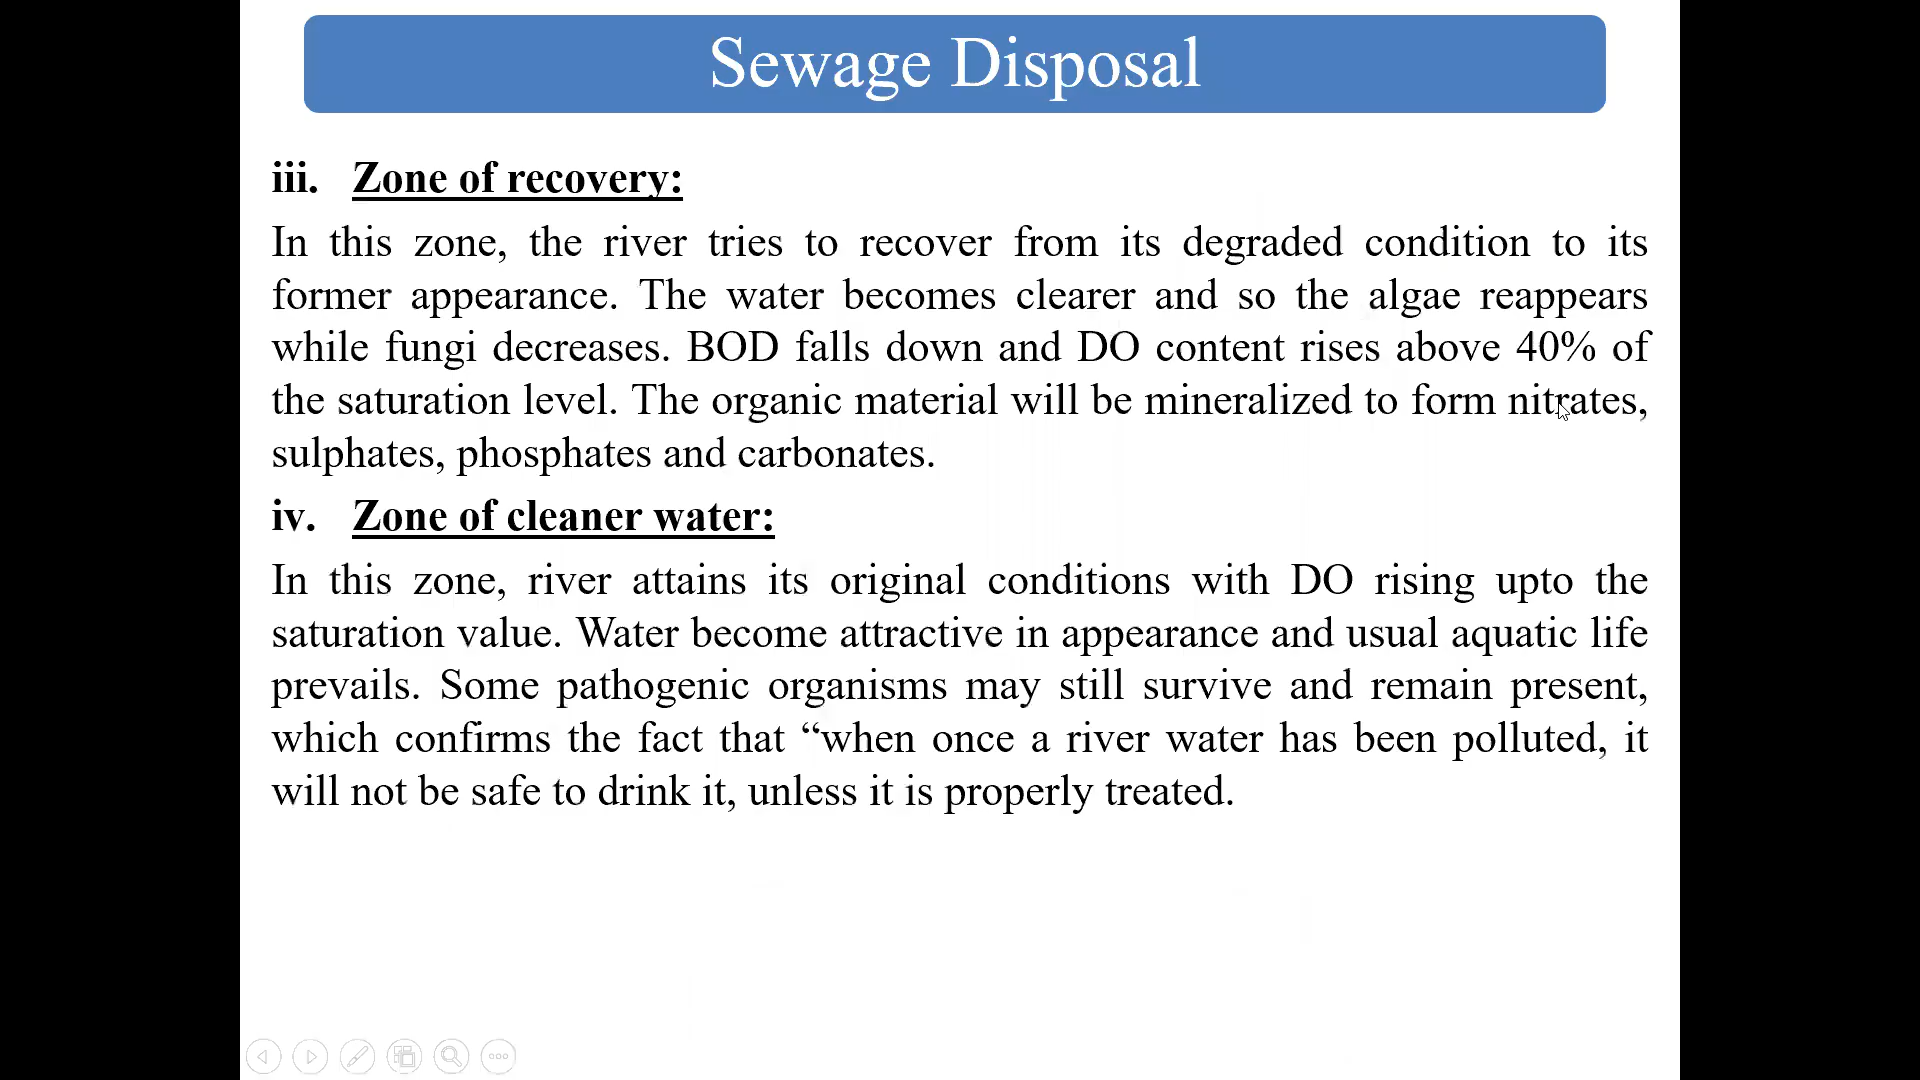 Sewage Disposal
iii. Zone of recovery:
In this zone, the river tries to recover from its degraded condition to its
former appearance. The water becomes clearer and so the algae reappears
while fungi decreases. BOD falls down and DO content rises above 40% of
the saturation level. The organic material will be mineralized to form nitrates,
sulphates, phosphates and carbonates.
iv. Zone of cleaner water:
In this zone, river attains its original conditions with DO rising upto the
saturation value. Water become attractive in appearance and usual aquatic life
prevails. Some pathogenic organisms may still survive and remain present,
which confirms the fact that “when once a river water has been polluted, it
will not be safe to drink it, unless it is properly treated.